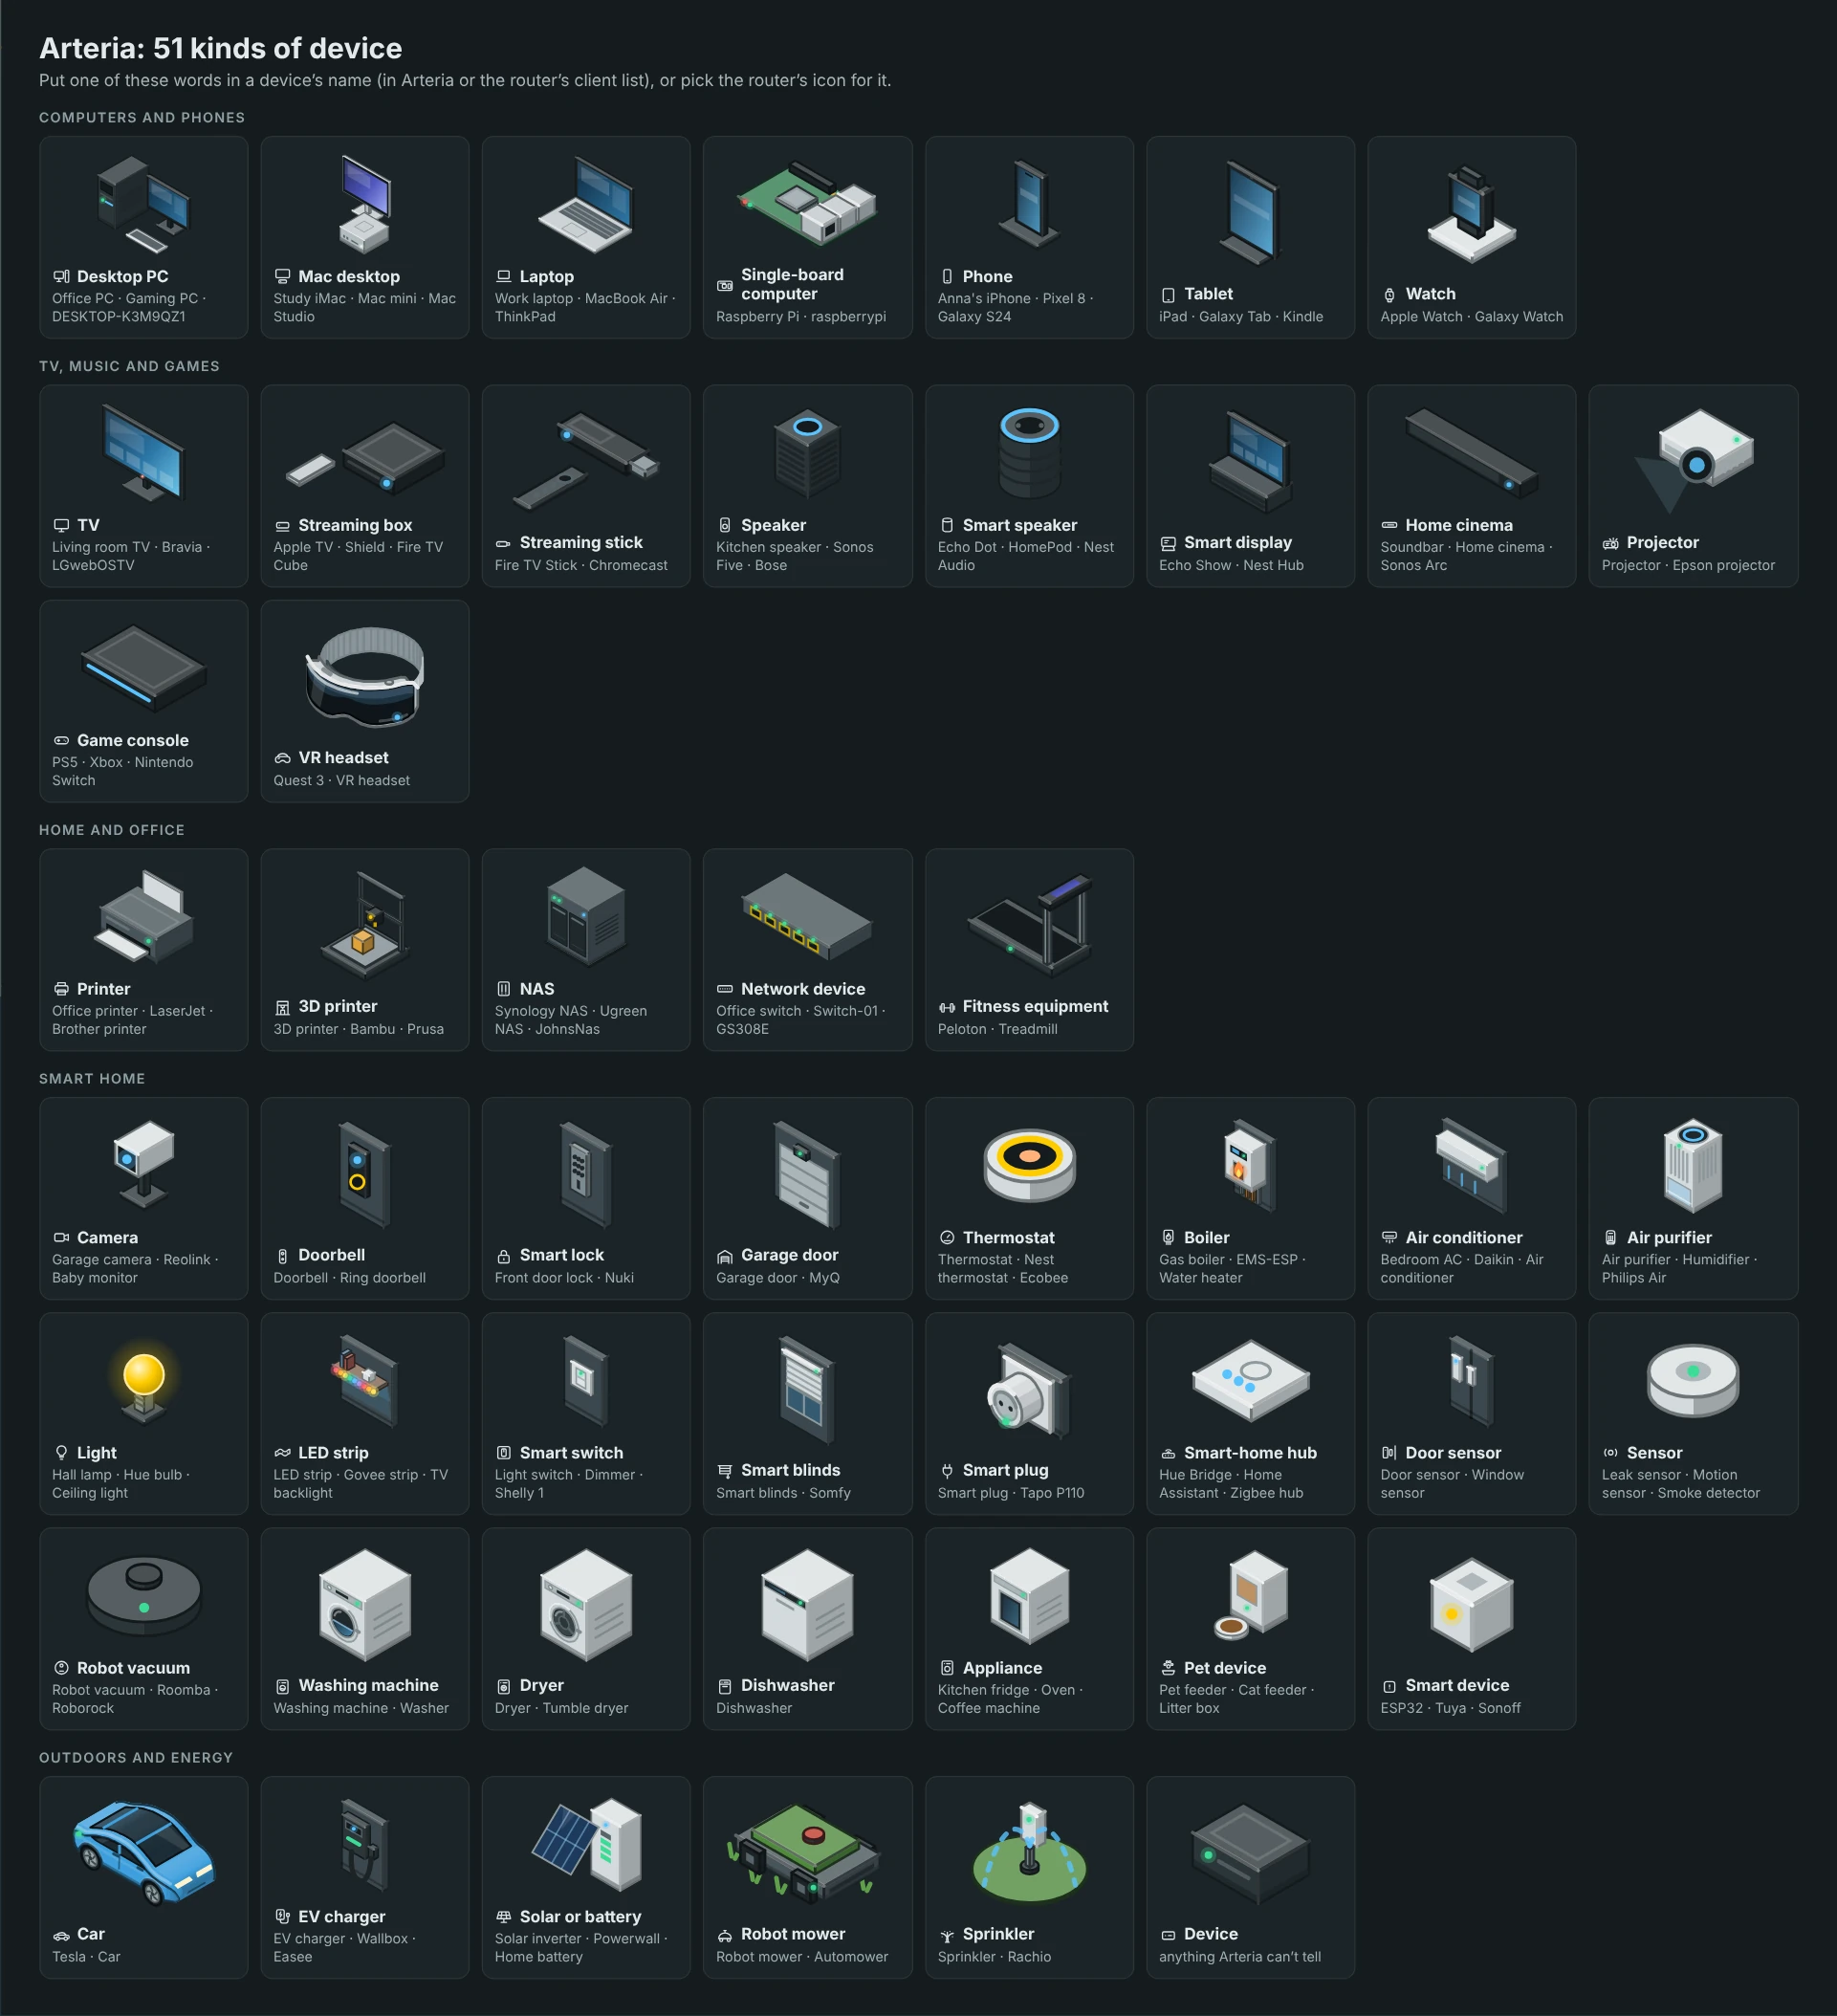 Arteria: 51 kinds of device
Put one of these words in a device's name (in Arteria or the router's client list), or pick the router's icon for it.
COMPUTERS AND PHONES
Desktop PC
Office PC · Gaming PC ·
DESKTOP-K3M9QZ1
Mac desktop
Study iMac · Mac mini · Mac
Studio
Laptop
Work laptop · MacBook Air ·
ThinkPad
Single-board
computer
Raspberry Pi · raspberrypi
Phone
Anna's iPhone · Pixel 8 ·
Galaxy S24
Tablet
iPad · Galaxy Tab · Kindle
Watch
Apple Watch · Galaxy Watch
TV, MUSIC AND GAMES
TV
Living room TV · Bravia ·
LGwebOSTV
Streaming box
Apple TV · Shield · Fire TV
Cube
Streaming stick
Fire TV Stick · Chromecast
Speaker
Kitchen speaker · Sonos
Five · Bose
Smart speaker
Echo Dot · HomePod · Nest
Audio
Smart display
Echo Show · Nest Hub
Home cinema
Soundbar · Home cinema ·
Sonos Arc
Projector
Projector · Epson projector
Game console
PS5 · Xbox · Nintendo
Switch
VR headset
Quest 3 · VR headset
HOME AND OFFICE
Printer
Office printer · LaserJet ·
Brother printer
3D printer
3D printer · Bambu · Prusa
NAS
Synology NAS · Ugreen
NAS · JohnsNas
Network device
Office switch · Switch-01 ·
GS308E
Fitness equipment
Peloton · Treadmill
SMART HOME
Camera
Garage camera · Reolink ·
Baby monitor
Doorbell
Doorbell · Ring doorbell
Smart lock
Front door lock · Nuki
Garage door
Garage door · MyQ
Thermostat
Thermostat · Nest
thermostat · Ecobee
Boiler
Gas boiler · EMS-ESP ·
Water heater
Air conditioner
Bedroom AC · Daikin · Air
conditioner
Air purifier
Air purifier · Humidifier ·
Philips Air
Light
Hall lamp · Hue bulb ·
Ceiling light
LED strip
LED strip · Govee strip · TV
backlight
Smart switch
Light switch · Dimmer ·
Shelly 1
Smart blinds
Smart blinds · Somfy
Smart plug
Smart plug · Tapo P110
Smart-home hub
Hue Bridge · Home
Assistant · Zigbee hub
Door sensor
Door sensor · Window
sensor
Sensor
Leak sensor · Motion
sensor · Smoke detector
Robot vacuum
Robot vacuum · Roomba ·
Roborock
Washing machine
Washing machine · Washer
Dryer
Dryer · Tumble dryer
Dishwasher
Dishwasher
Appliance
Kitchen fridge · Oven ·
Coffee machine
Pet device
Pet feeder · Cat feeder ·
Litter box
Smart device
ESP32 · Tuya · Sonoff
OUTDOORS AND ENERGY
Car
Tesla · Car
EV charger
EV charger · Wallbox ·
Easee
Solar or battery
Solar inverter · Powerwall ·
Home battery
Robot mower
Robot mower · Automower
Sprinkler
Sprinkler · Rachio
Device
anything Arteria can't tell